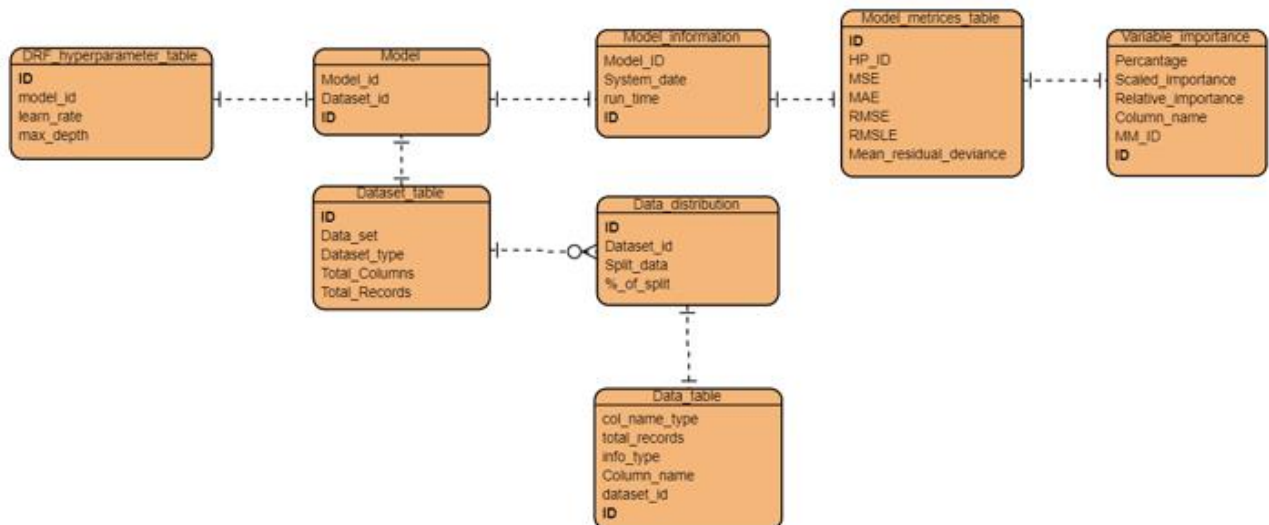 DRF_hyperparameter_table
ID
model_id
learn_rate
max_depth
Model
Model_id
Dataset_id
ID
Model_information
Model_ID
System_date
run_time
ID
Model_metrices_table
ID
HP_ID
MSE
MAE
RMSE
RMSLE
Mean_residual_deviance
Variable_importance
Percantage
Scaled_importance
Relative_importance
Column_name
MM_ID
ID
Dataset_table
ID
Data_set
Dataset_type
Total_Columns
Total_Records
Data_distribution
ID
Dataset_id
Split_data
%_of_split
Data_table
col_name_type
total_records
info_type
Column_name
dataset_id
ID